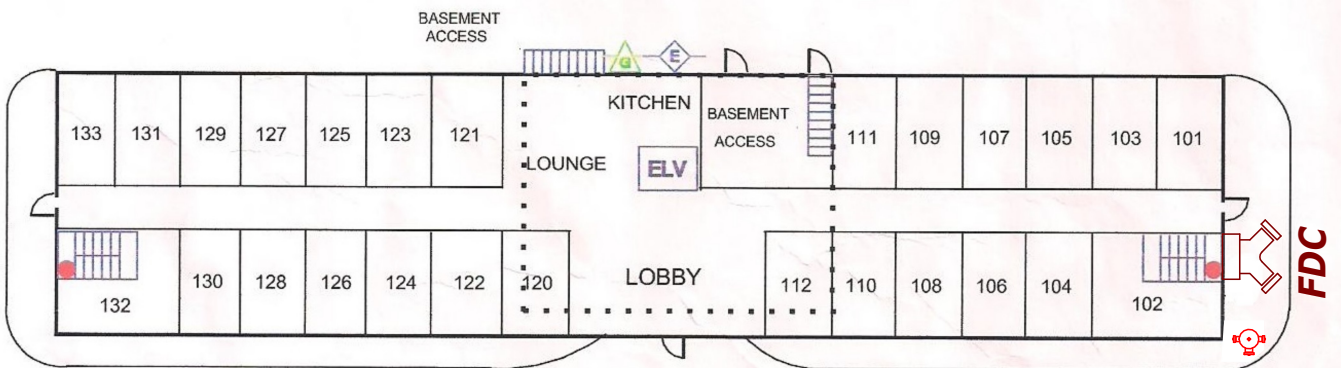 BASEMENT
ACCESS
G
E
KITCHEN
133 131 129 127 125 123 121
BASEMENT
ACCESS
111 109 107 105 103 101
LOUNGE
ELV
FDC
130 128 126 124 122 120
LOBBY
112 110 108 106 104
132
102